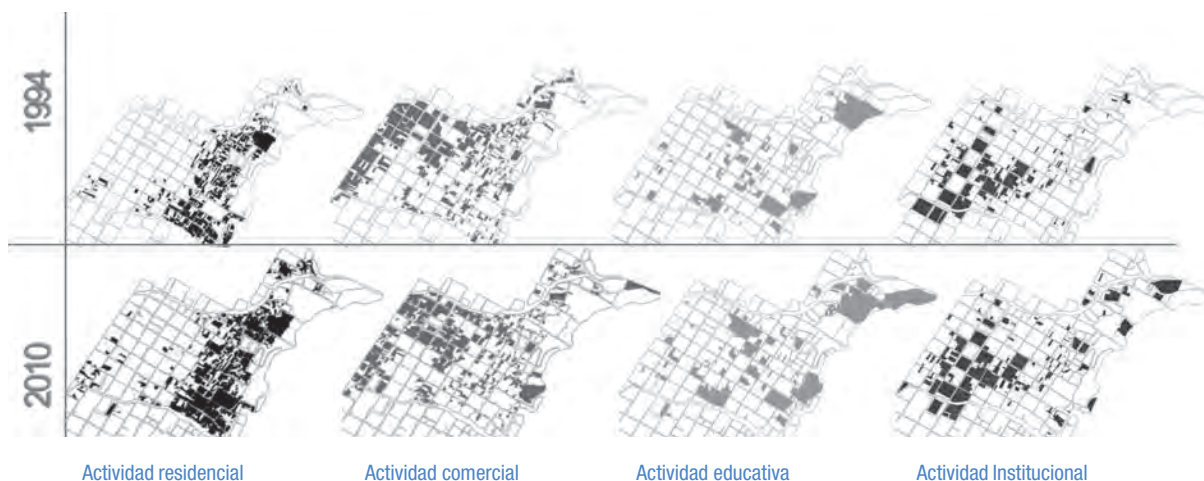 1994
2010
Actividad residencial
Actividad comercial
Actividad educativa
Actividad Institucional